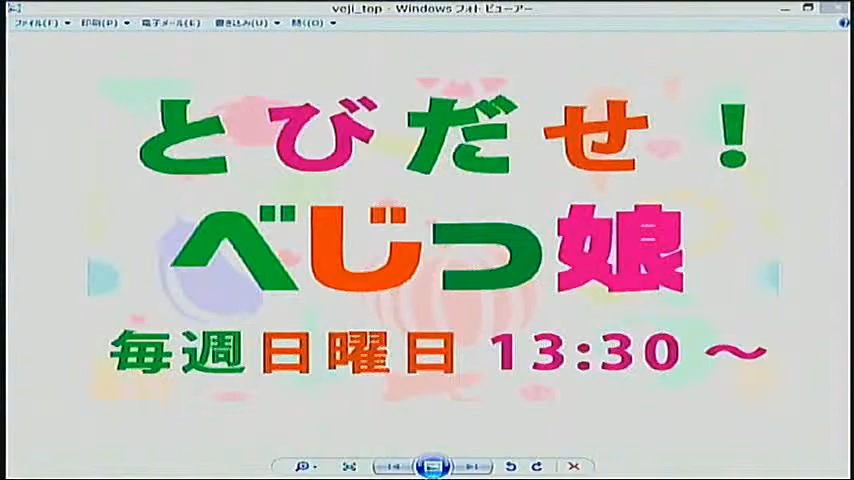 veji_top - Windows フォト ビューアー
ファイル(F) 印刷(P) 電子メール(E) 書き込み(U) 開く(O)
とびだせ！
べじつ娘
毎週日曜日 13:30 ～